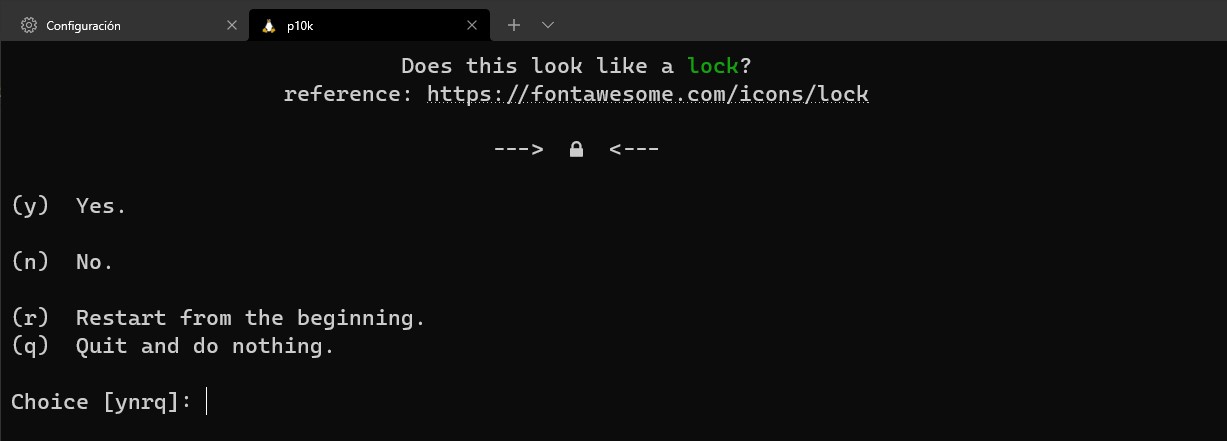 Configuración p10k
Does this look like a lock?
reference: https://fontawesome.com/icons/lock
---> 🔒 <---
(y) Yes.
(n) No.
(r) Restart from the beginning.
(q) Quit and do nothing.
Choice [ynrq]: